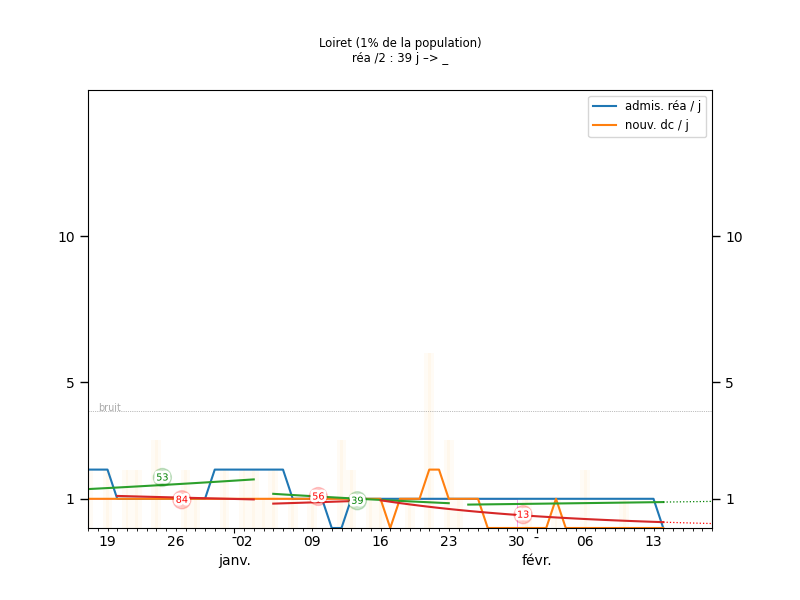 Loiret (1% de la population)
réa /2 : 39 j –> _
admis. réa / j
nouv. dc / j
10
10
5
5
bruit
53
84
56
39
13
1
1
19
26
02
09
16
23
30
06
13
janv.
févr.